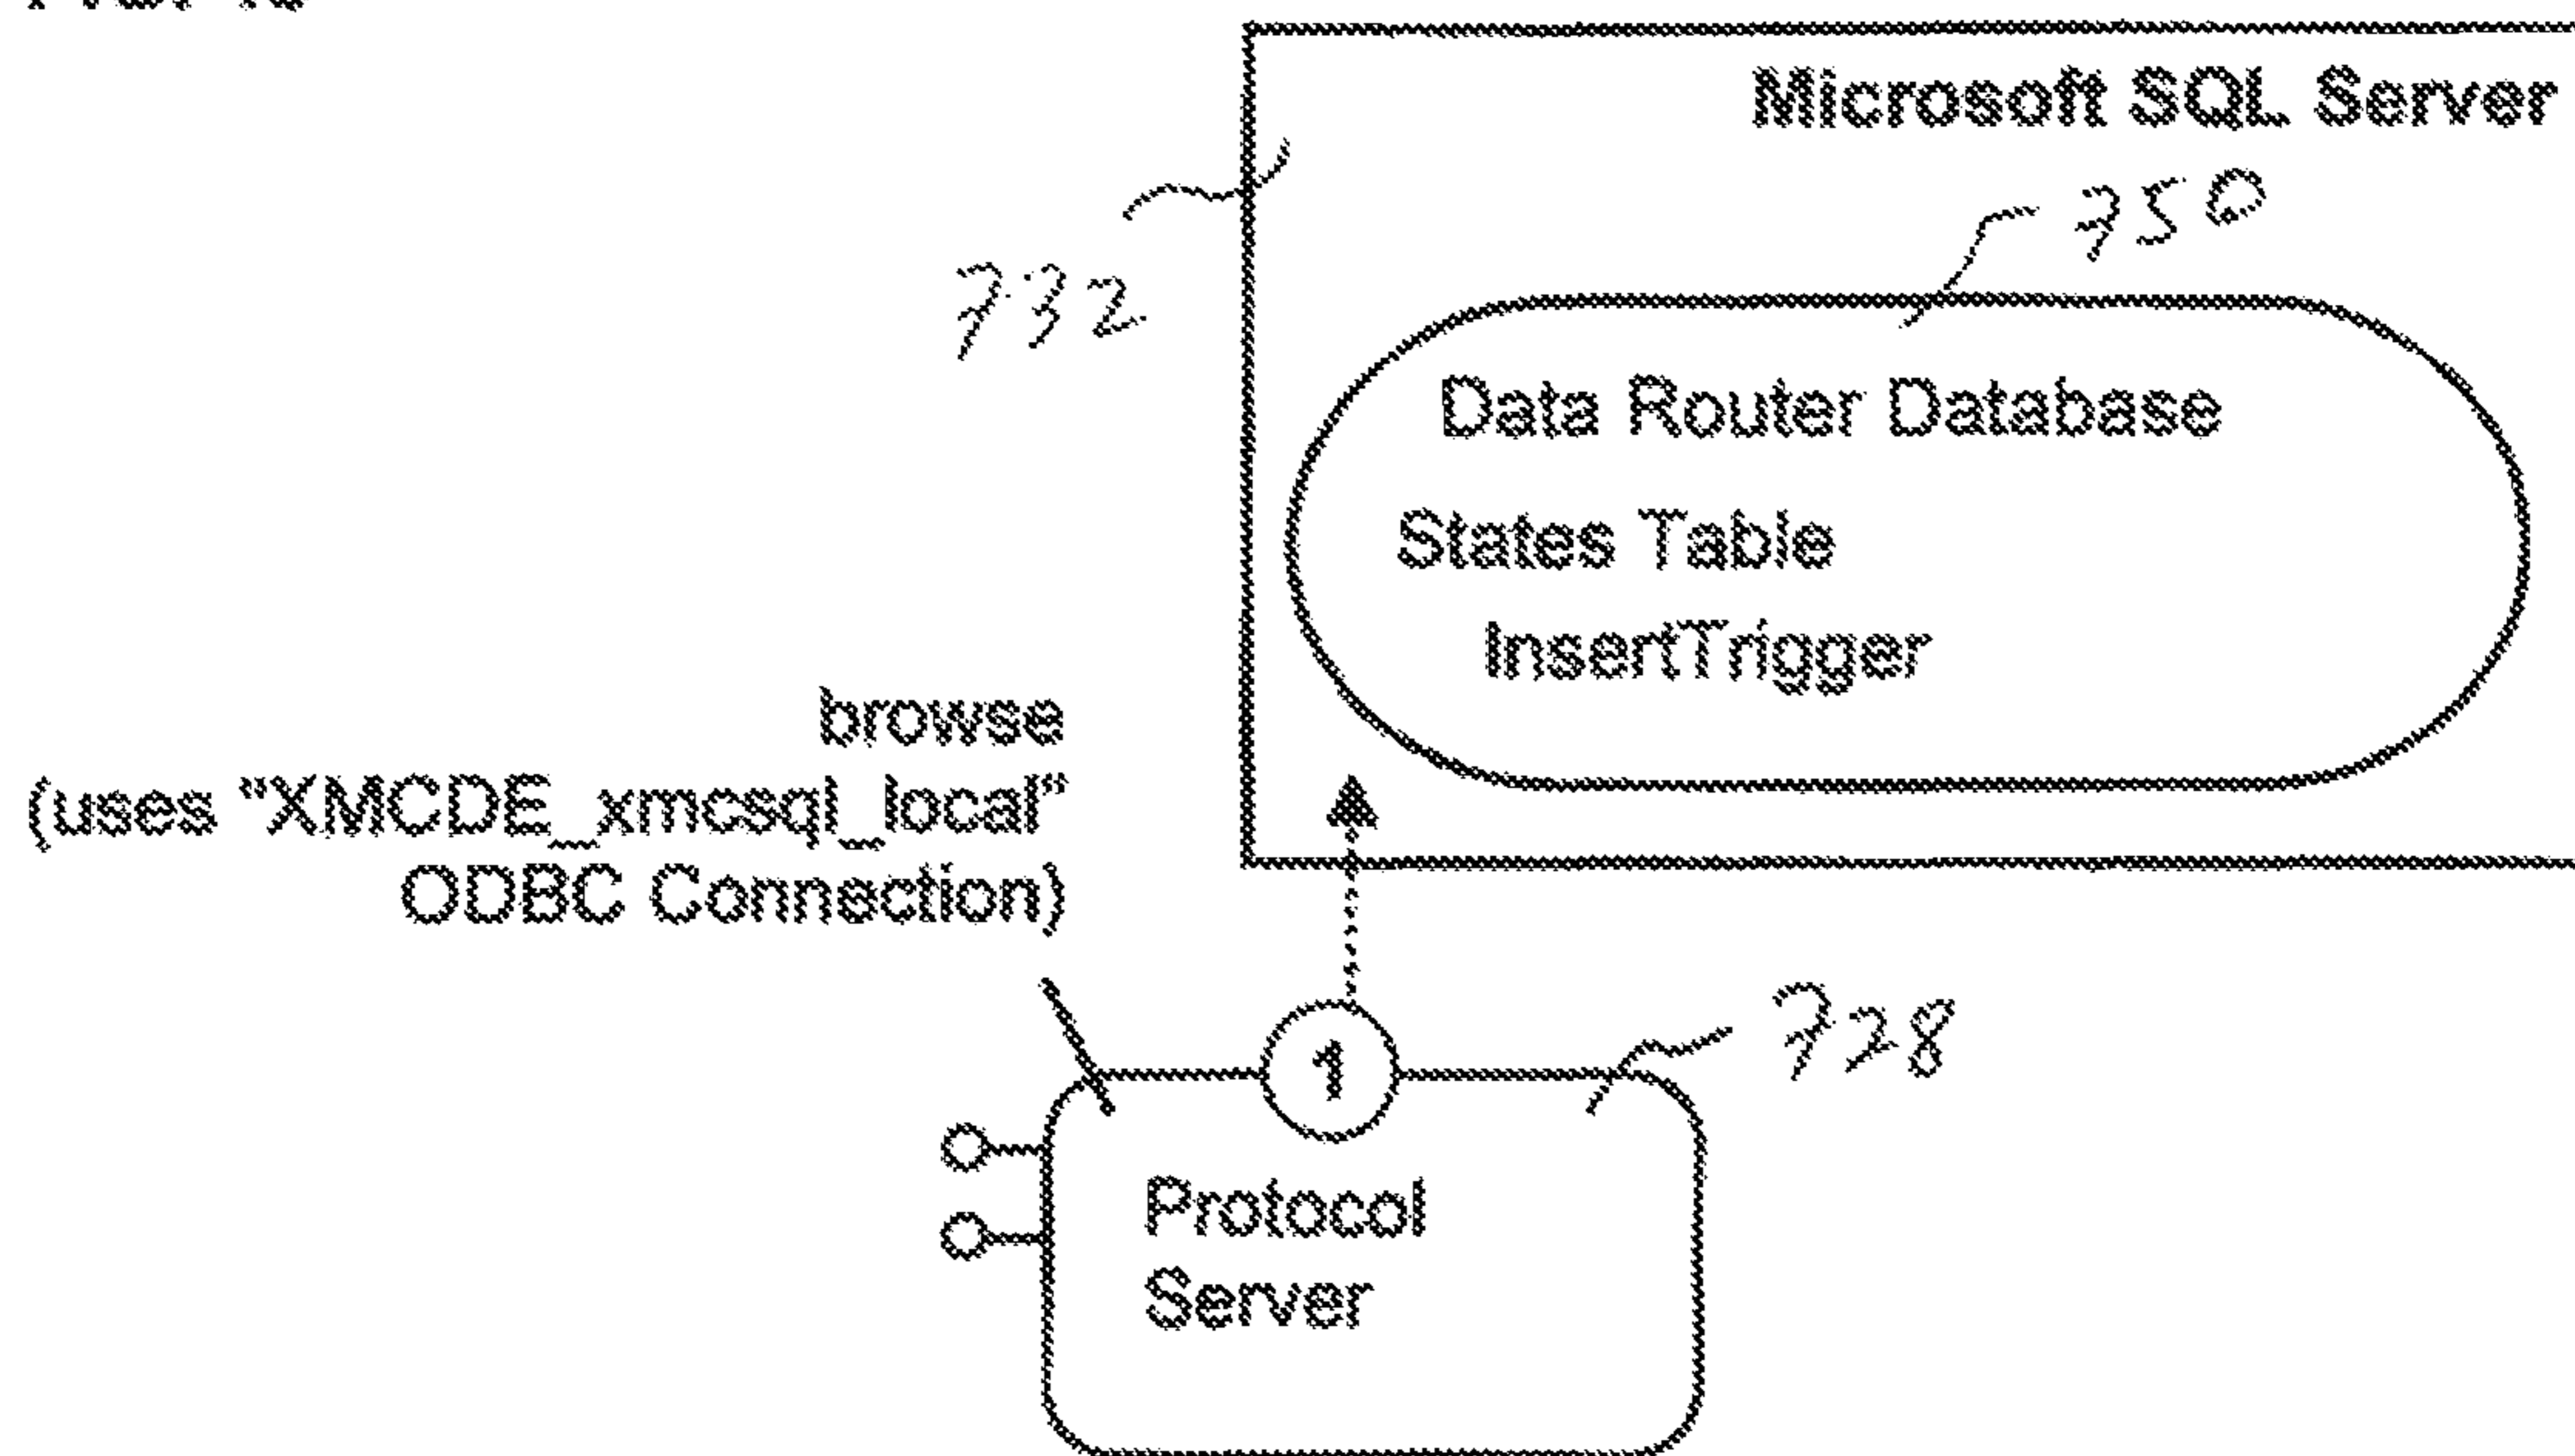 Microsoft SQL Server
750
732
Data Router Database
States Table
InsertTrigger
browse
(uses "XMCDE_xmcsql_local"
ODBC Connection)
728
1
Protocol
Server